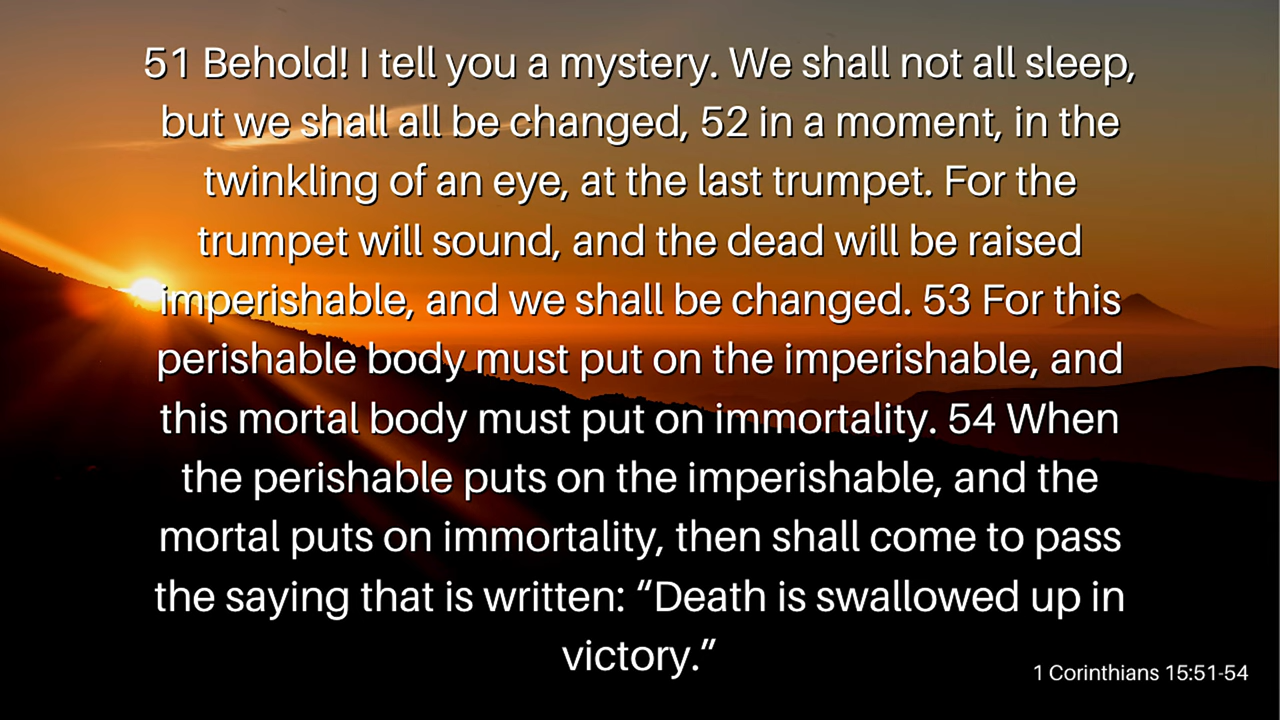 51 Behold! I tell you a mystery. We shall not all sleep,
but we shall all be changed, 52 in a moment, in the
twinkling of an eye, at the last trumpet. For the
trumpet will sound, and the dead will be raised
imperishable, and we shall be changed. 53 For this
perishable body must put on the imperishable, and
this mortal body must put on immortality. 54 When
the perishable puts on the imperishable, and the
mortal puts on immortality, then shall come to pass
the saying that is written: “Death is swallowed up in
victory.”
1 Corinthians 15:51-54